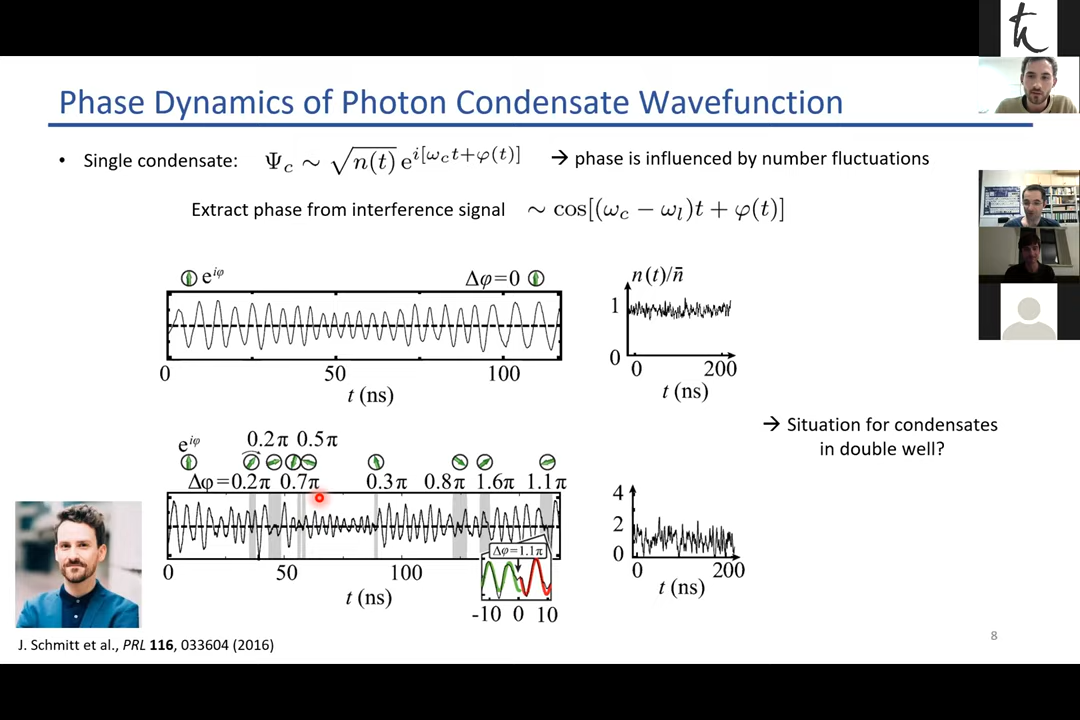 Phase Dynamics of Photon Condensate Wavefunction
• Single condensate: Ψc ∼ √n(t) e^i[ωct+φ(t)] → phase is influenced by number fluctuations
Extract phase from interference signal ∼ cos[(ωc − ωl)t + φ(t)]
e^iφ Δφ=0
0 50 100
t (ns)
n(t)/n̄
1
0
0 200
t (ns)
→ Situation for condensates
in double well?
e^iφ 0.2π 0.5π
Δφ=0.2π 0.7π 0.3π 0.8π 1.6π 1.1π
Δφ=1.1π
0 50 100
-10 0 10
t (ns)
4
2
0
0 200
t (ns)
J. Schmitt et al., PRL 116, 033604 (2016)
8